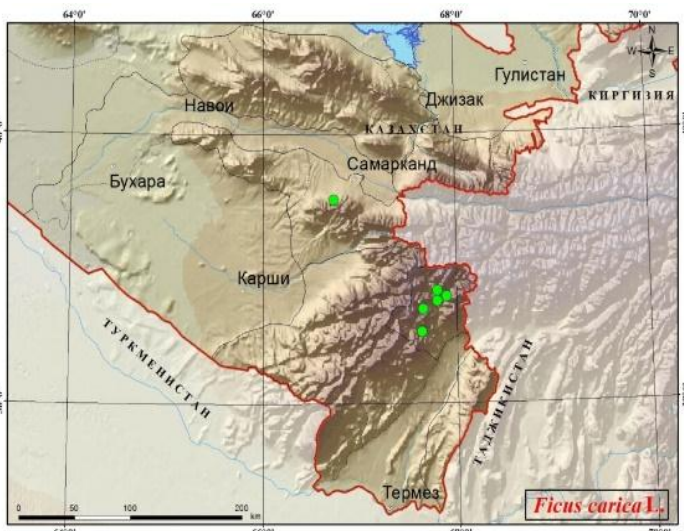 64°0' 66°0' 68°0' 70°0'
N
W E
S
Гулистан
КИРГИЗИЯ
Навои
Джизак
КАЗАХСТАН
Самарканд
Бухара
Карши
ТУРКМЕНИСТАН
ТАДЖИКИСТАН
Термез
Ficus carica L.
0 50 100 200
km